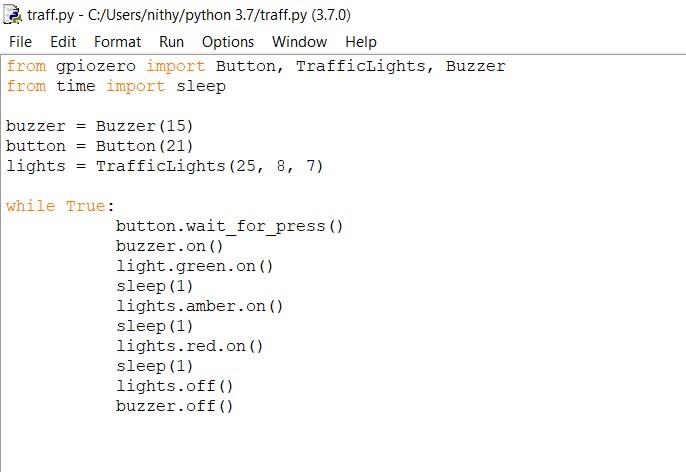 traff.py - C:/Users/nithy/python 3.7/traff.py (3.7.0)
File Edit Format Run Options Window Help
from gpiozero import Button, TrafficLights, Buzzer
from time import sleep
buzzer = Buzzer(15)
button = Button(21)
lights = TrafficLights(25, 8, 7)
while True:
button.wait_for_press()
buzzer.on()
light.green.on()
sleep(1)
lights.amber.on()
sleep(1)
lights.red.on()
sleep(1)
lights.off()
buzzer.off()